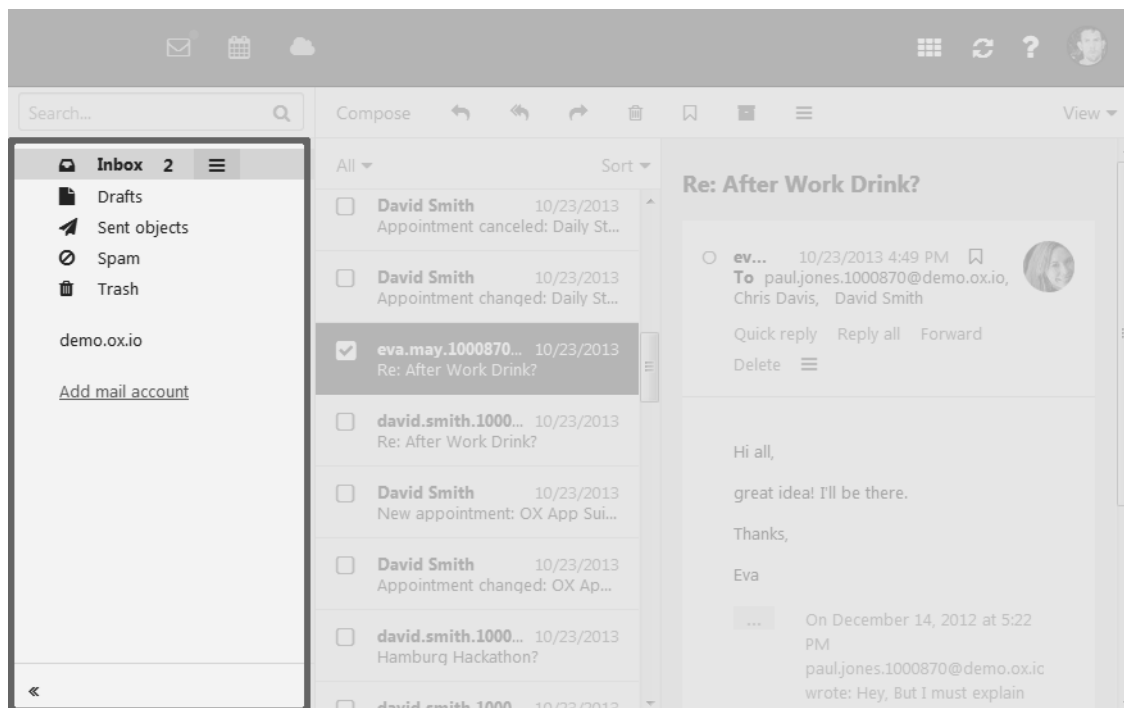 Search...
Compose
View
Inbox 2
Drafts
Sent objects
Spam
Trash
demo.ox.io
Add mail account
«
All Sort
David Smith 10/23/2013
Appointment canceled: Daily St...
David Smith 10/23/2013
Appointment changed: Daily St...
eva.may.1000870... 10/23/2013
Re: After Work Drink?
david.smith.1000... 10/23/2013
Re: After Work Drink?
David Smith 10/23/2013
New appointment: OX App Sui...
David Smith 10/23/2013
Appointment changed: OX Ap...
david.smith.1000... 10/23/2013
Hamburg Hackathon?
david.smith.1000... 10/23/2013
Re: After Work Drink?
ev... 10/23/2013 4:49 PM
To paul.jones.1000870@demo.ox.io,
Chris Davis, David Smith
Quick reply Reply all Forward
Delete
Hi all,
great idea! I'll be there.
Thanks,
Eva
... On December 14, 2012 at 5:22
PM
paul.jones.1000870@demo.ox.ic
wrote: Hey, But I must explain